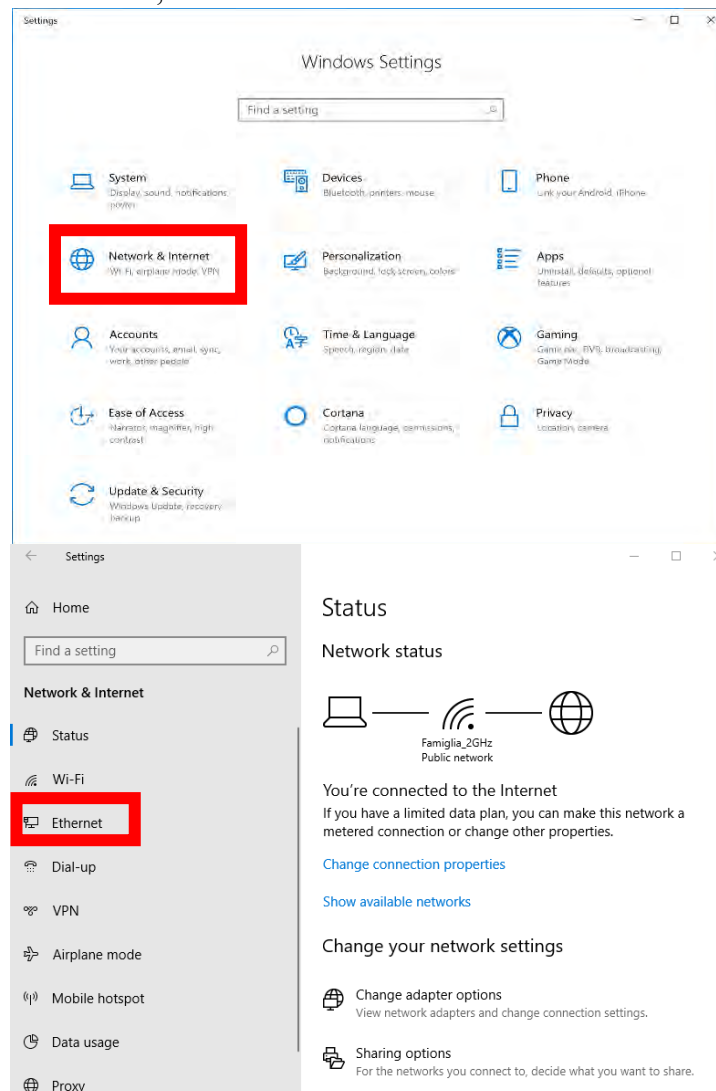 Settings
Windows Settings
Find a setting
System
Display, sound, notifications,
power
Devices
Bluetooth, printers, mouse
Phone
Link your Android, iPhone
Network & Internet
Wi-Fi, airplane mode, VPN
Personalization
Background, lock screen, colors
Apps
Uninstall, defaults, optional
features
Accounts
Your accounts, email, sync,
work, other people
Time & Language
Speech, region, date
Gaming
Game bar, DVR, broadcasting,
Game Mode
Ease of Access
Narrator, magnifier, high
contrast
Cortana
Cortana language, permissions,
notifications
Privacy
Location, camera
Update & Security
Windows Update, recovery,
backup
Settings
Home
Find a setting
Network & Internet
Status
Wi-Fi
Ethernet
Dial-up
VPN
Airplane mode
Mobile hotspot
Data usage
Proxy
Status
Network status
Famiglia_2GHz
Public network
You're connected to the Internet
If you have a limited data plan, you can make this network a
metered connection or change other properties.
Change connection properties
Show available networks
Change your network settings
Change adapter options
View network adapters and change connection settings.
Sharing options
For the networks you connect to, decide what you want to share.